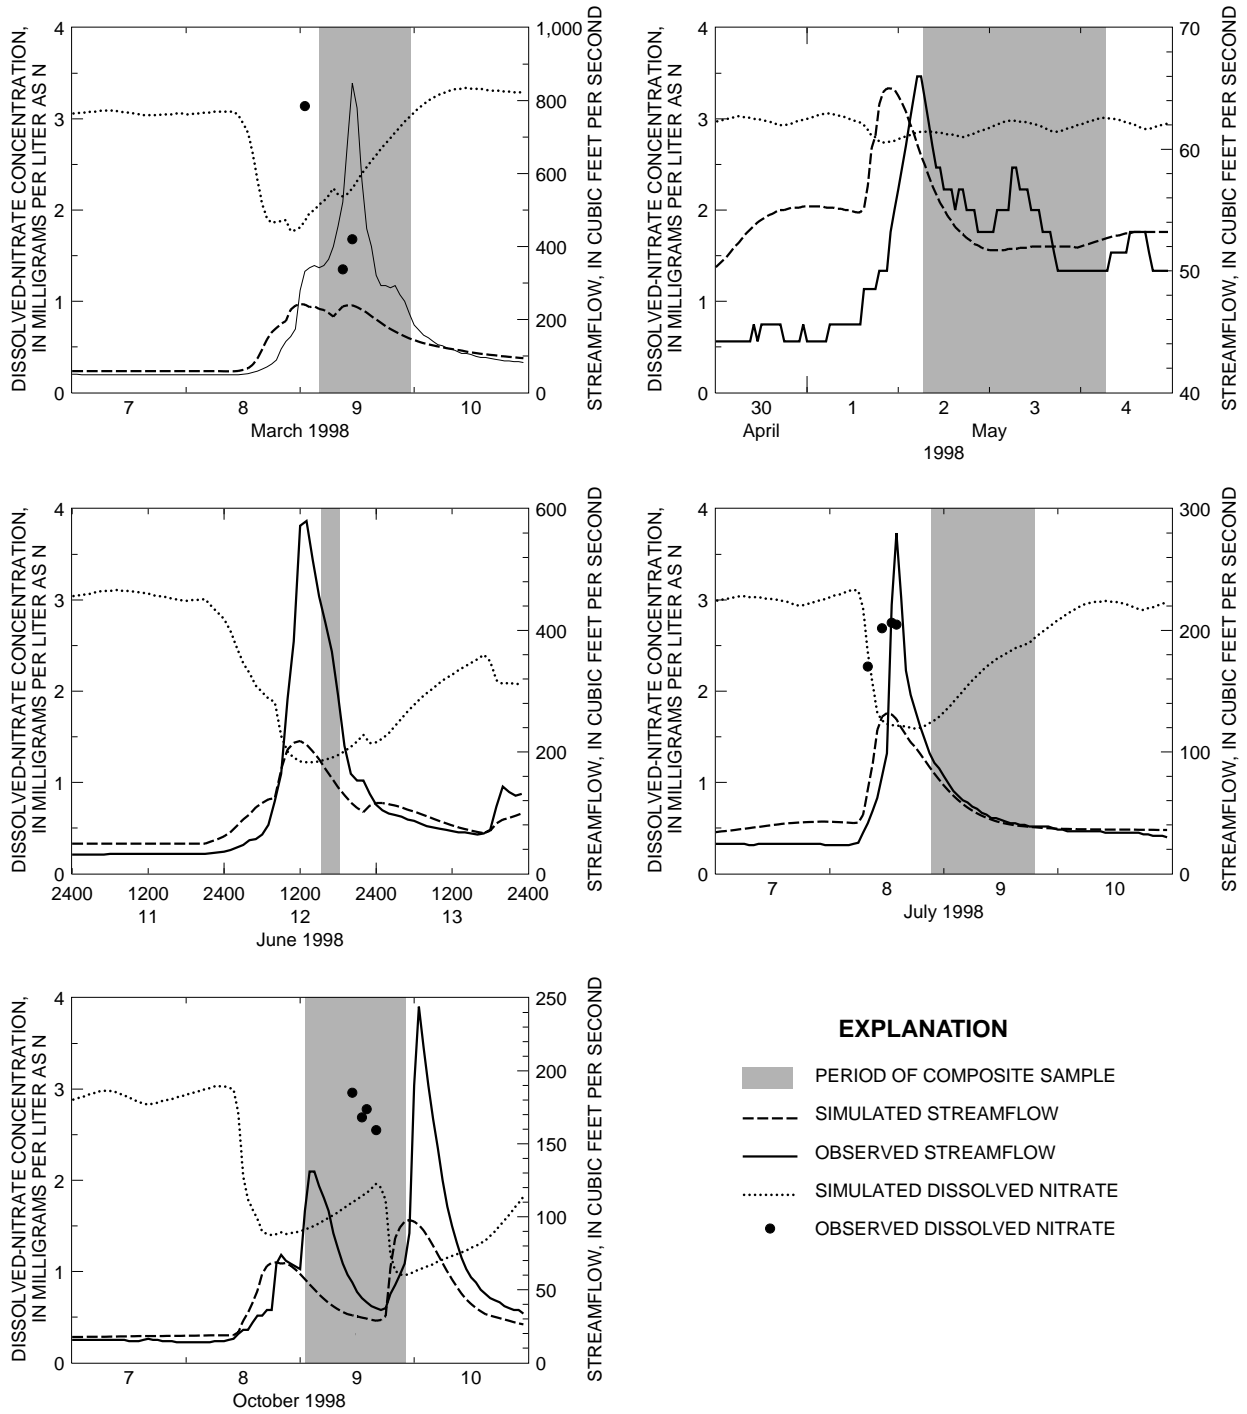 DISSOLVED-NITRATE CONCENTRATION,
IN MILLIGRAMS PER LITER AS N
4
3
2
1
0
1,000
800
600
400
200
0
STREAMFLOW, IN CUBIC FEET PER SECOND
7 8 9 10
March 1998
DISSOLVED-NITRATE CONCENTRATION,
IN MILLIGRAMS PER LITER AS N
4
3
2
1
0
70
60
50
40
STREAMFLOW, IN CUBIC FEET PER SECOND
30 1 2 3 4
April May
1998
DISSOLVED-NITRATE CONCENTRATION,
IN MILLIGRAMS PER LITER AS N
4
3
2
1
0
600
400
200
0
STREAMFLOW, IN CUBIC FEET PER SECOND
2400 1200 2400 1200 2400 1200 2400
11 12 13
June 1998
DISSOLVED-NITRATE CONCENTRATION,
IN MILLIGRAMS PER LITER AS N
4
3
2
1
0
300
200
100
0
STREAMFLOW, IN CUBIC FEET PER SECOND
7 8 9 10
July 1998
DISSOLVED-NITRATE CONCENTRATION,
IN MILLIGRAMS PER LITER AS N
4
3
2
1
0
250
200
150
100
50
0
STREAMFLOW, IN CUBIC FEET PER SECOND
7 8 9 10
October 1998
EXPLANATION
PERIOD OF COMPOSITE SAMPLE
SIMULATED STREAMFLOW
OBSERVED STREAMFLOW
SIMULATED DISSOLVED NITRATE
OBSERVED DISSOLVED NITRATE